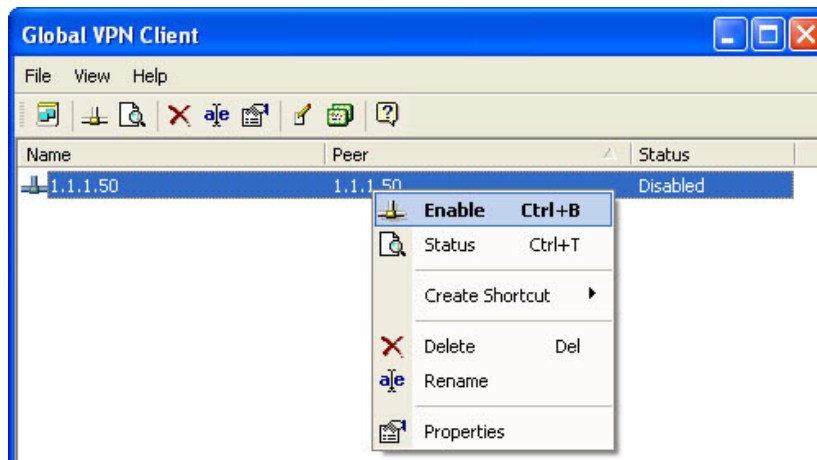 Global VPN Client
File View Help
Name Peer Status
1.1.1.50 1.1.1.50 Disabled
Enable Ctrl+B
Status Ctrl+T
Create Shortcut
Delete Del
Rename
Properties